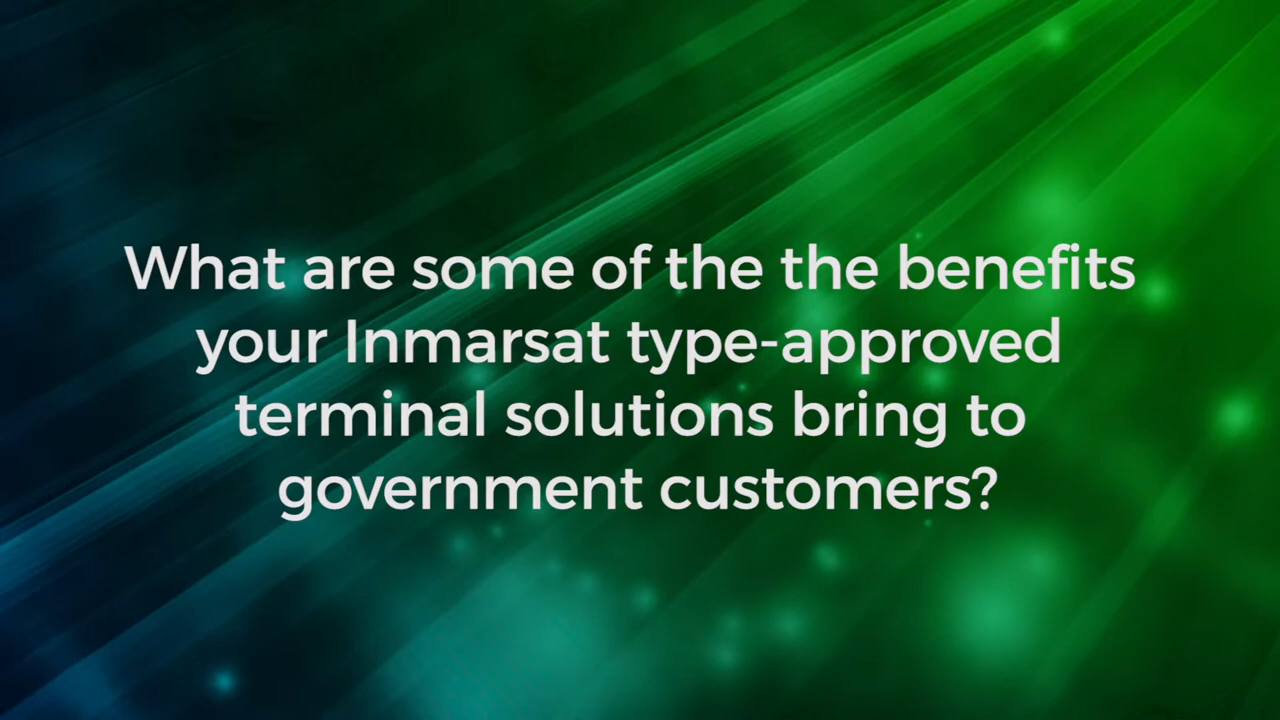 What are some of the the benefits
your Inmarsat type-approved
terminal solutions bring to
government customers?